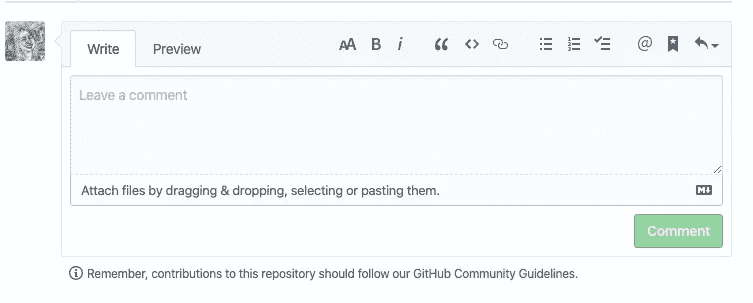 Write Preview AA B i @
Leave a comment
Attach files by dragging & dropping, selecting or pasting them. M
Comment
Remember, contributions to this repository should follow our GitHub Community Guidelines.